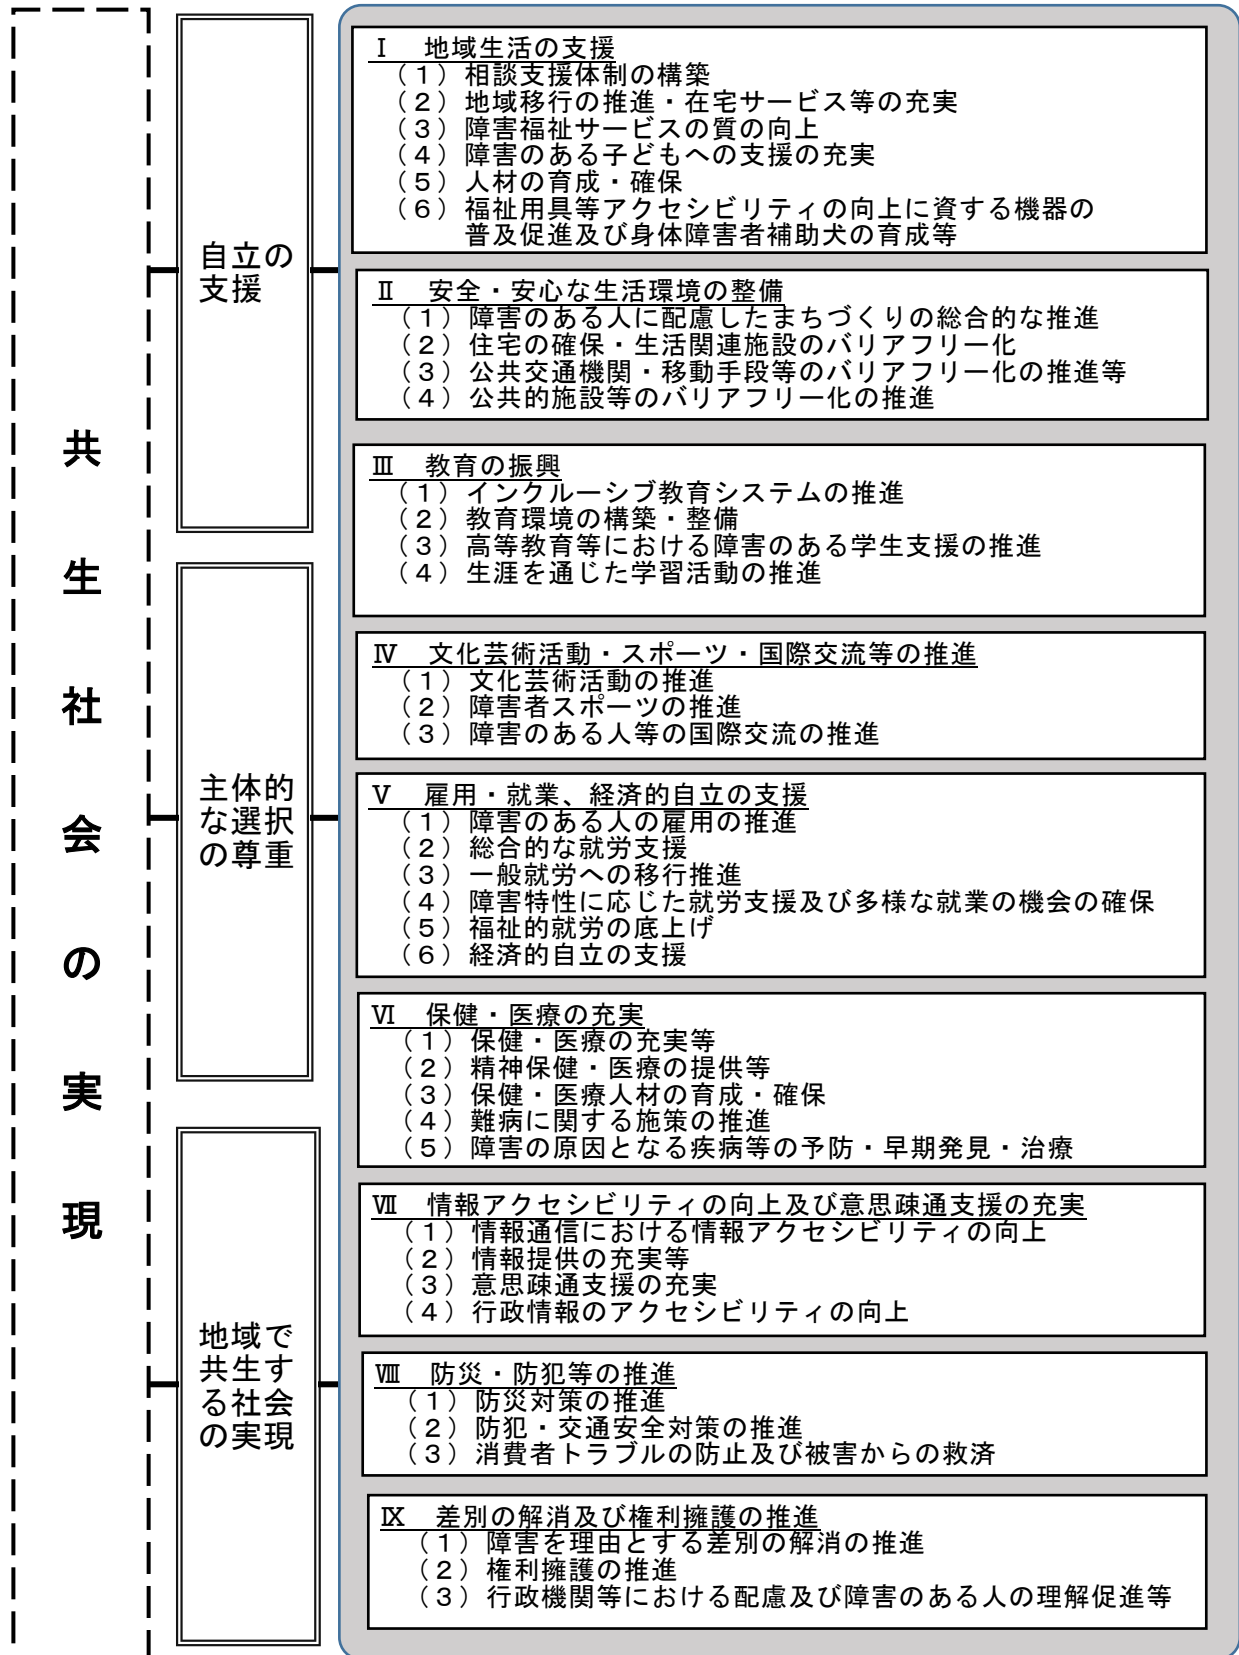 共生社会の実現
自立の
支援
主体的
な選択
の尊重
地域で
共生す
る社会
の実現
Ⅰ　地域生活の支援
（１）相談支援体制の構築
（２）地域移行の推進・在宅サービス等の充実
（３）障害福祉サービスの質の向上
（４）障害のある子どもへの支援の充実
（５）人材の育成・確保
（６）福祉用具等アクセシビリティの向上に資する機器の
普及促進及び身体障害者補助犬の育成等
Ⅱ　安全・安心な生活環境の整備
（１）障害のある人に配慮したまちづくりの総合的な推進
（２）住宅の確保・生活関連施設のバリアフリー化
（３）公共交通機関・移動手段等のバリアフリー化の推進等
（４）公共的施設等のバリアフリー化の推進
Ⅲ　教育の振興
（１）インクルーシブ教育システムの推進
（２）教育環境の構築・整備
（３）高等教育等における障害のある学生支援の推進
（４）生涯を通じた学習活動の推進
Ⅳ　文化芸術活動・スポーツ・国際交流等の推進
（１）文化芸術活動の推進
（２）障害者スポーツの推進
（３）障害のある人等の国際交流の推進
Ⅴ　雇用・就業、経済的自立の支援
（１）障害のある人の雇用の推進
（２）総合的な就労支援
（３）一般就労への移行推進
（４）障害特性に応じた就労支援及び多様な就業の機会の確保
（５）福祉的就労の底上げ
（６）経済的自立の支援
Ⅵ　保健・医療の充実
（１）保健・医療の充実等
（２）精神保健・医療の提供等
（３）保健・医療人材の育成・確保
（４）難病に関する施策の推進
（５）障害の原因となる疾病等の予防・早期発見・治療
Ⅶ　情報アクセシビリティの向上及び意思疎通支援の充実
（１）情報通信における情報アクセシビリティの向上
（２）情報提供の充実等
（３）意思疎通支援の充実
（４）行政情報のアクセシビリティの向上
Ⅷ　防災・防犯等の推進
（１）防災対策の推進
（２）防犯・交通安全対策の推進
（３）消費者トラブルの防止及び被害からの救済
Ⅸ　差別の解消及び権利擁護の推進
（１）障害を理由とする差別の解消の推進
（２）権利擁護の推進
（３）行政機関等における配慮及び障害のある人の理解促進等